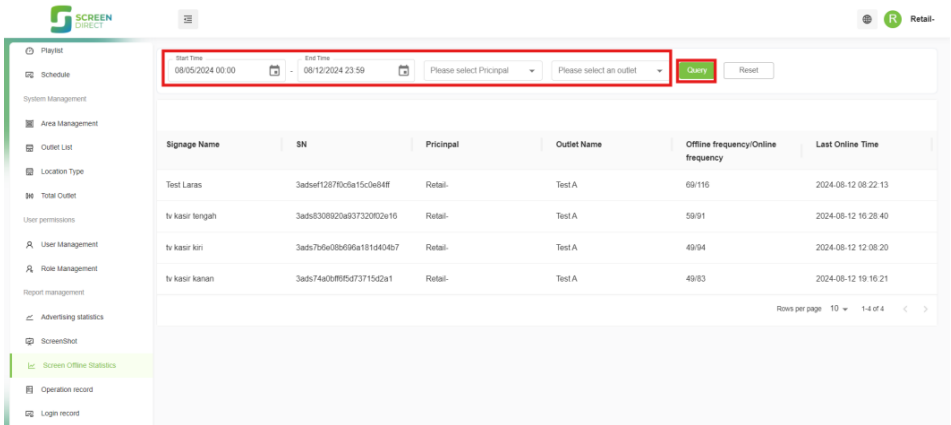 SCREEN
DIRECT
R Retail-
Playlist
Schedule
System Management
Area Management
Outlet List
Location Type
Total Outlet
User permissions
User Management
Role Management
Report management
Advertising statistics
ScreenShot
Screen Offline Statistics
Operation record
Login record
Start Time
08/05/2024 00:00
-
End Time
08/12/2024 23:59
Please select Pricinpal
Please select an outlet
Query
Reset
Signage Name SN Pricinpal Outlet Name Offline frequency/Online frequency Last Online Time
Test Laras 3adsef1287f0c6a15c0e84ff Retail- Test A 69/116 2024-08-12 08:22:13
tv kasir tengah 3ads8308920a937320f02e16 Retail- Test A 59/91 2024-08-12 16:28:40
tv kasir kiri 3ads7b6e08b696a181d404b7 Retail- Test A 49/94 2024-08-12 12:08:20
tv kasir kanan 3ads74a0bff6f5d73715d2a1 Retail- Test A 49/83 2024-08-12 19:16:21
Rows per page 10 1-4 of 4